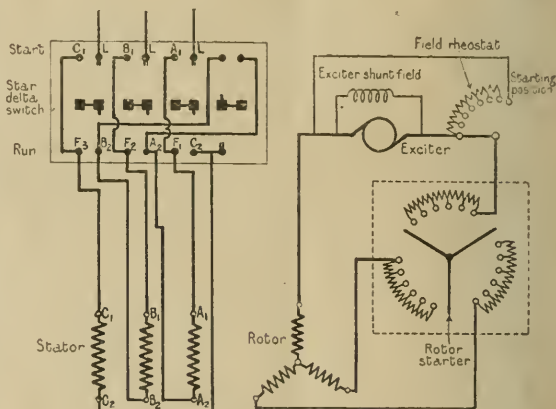 C₁ L B₁ L A₁ L
Start
Star
delta
switch
Run
F₃ B₂ F₂ A₂ F₁ C₂
C₁ B₁ A₁
Stator
C₂ B₂ A₂
Field rheostat
Exciter shunt field
Starting
position
Exciter
Rotor
Rotor
starter